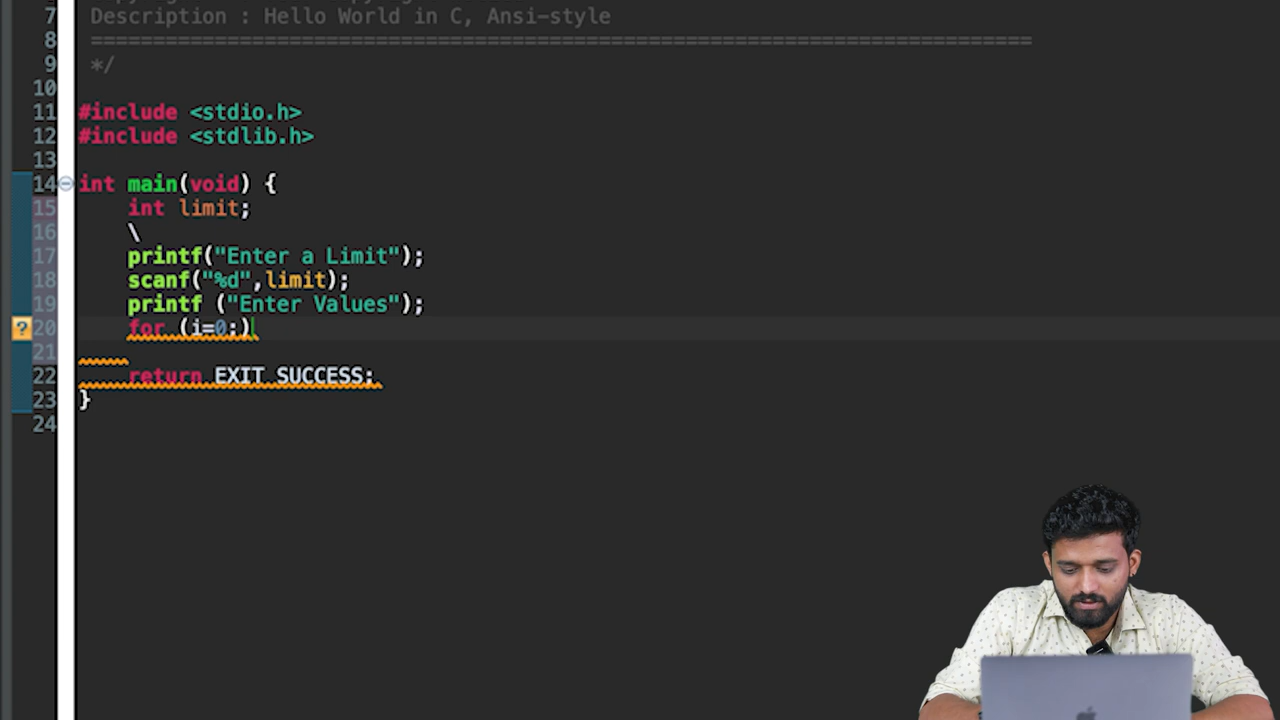 7 Description : Hello World in C, Ansi-style
8 ============================================================================
9 */
10
11 #include <stdio.h>
12 #include <stdlib.h>
13
14 int main(void) {
15 int limit;
16 \
17 printf("Enter a Limit");
18 scanf("%d",limit);
19 printf ("Enter Values");
? 20 for (i=0;)
21
22 return EXIT_SUCCESS;
23 }
24